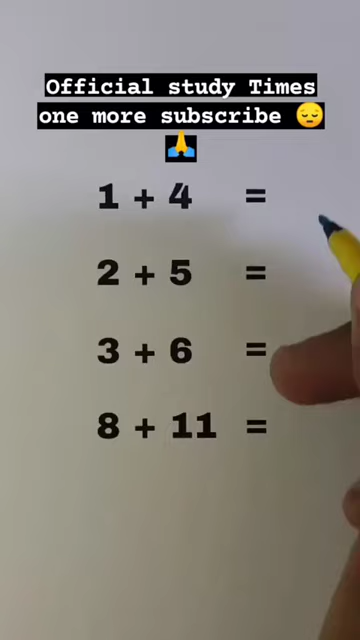 Official study Times
one more subscribe 😔
🙏
1 + 4 =
2 + 5 =
3 + 6 =
8 + 11 =